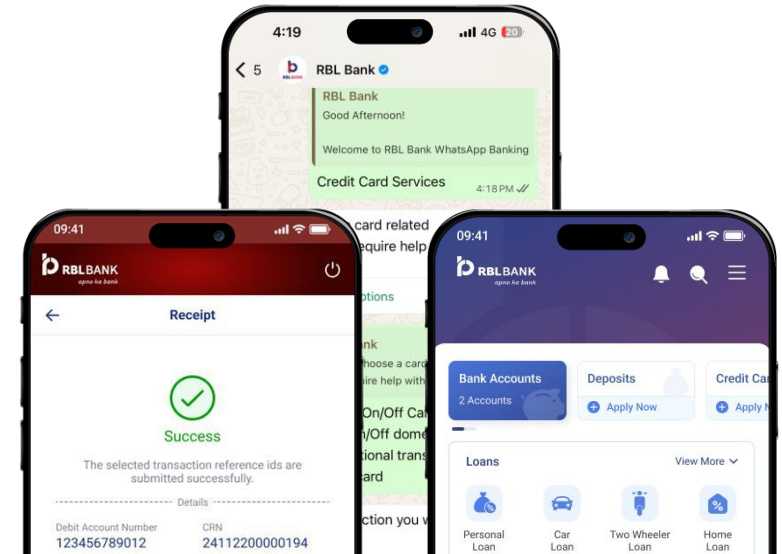 4:19
4G 20
5
RBL BANK
RBL Bank
RBL Bank
Good Afternoon!
Welcome to RBL Bank WhatsApp Banking
Credit Card Services
4:18 PM
card related
equire help
ptions
nk
hoose a card
ire help with
On/Off Ca
/Off dome
tional trans
ard
ction you w
09:41
RBLBANK
apno ka bank
Receipt
Success
The selected transaction reference ids are
submitted successfully.
Details
Debit Account Number
CRN
123456789012
24112200000194
09:41
RBLBANK
apno ka bank
Bank Accounts
2 Accounts
Deposits
Apply Now
Credit Car
Apply N
Loans
View More
Personal
Loan
Car
Loan
Two Wheeler
Loan
Home
Loan